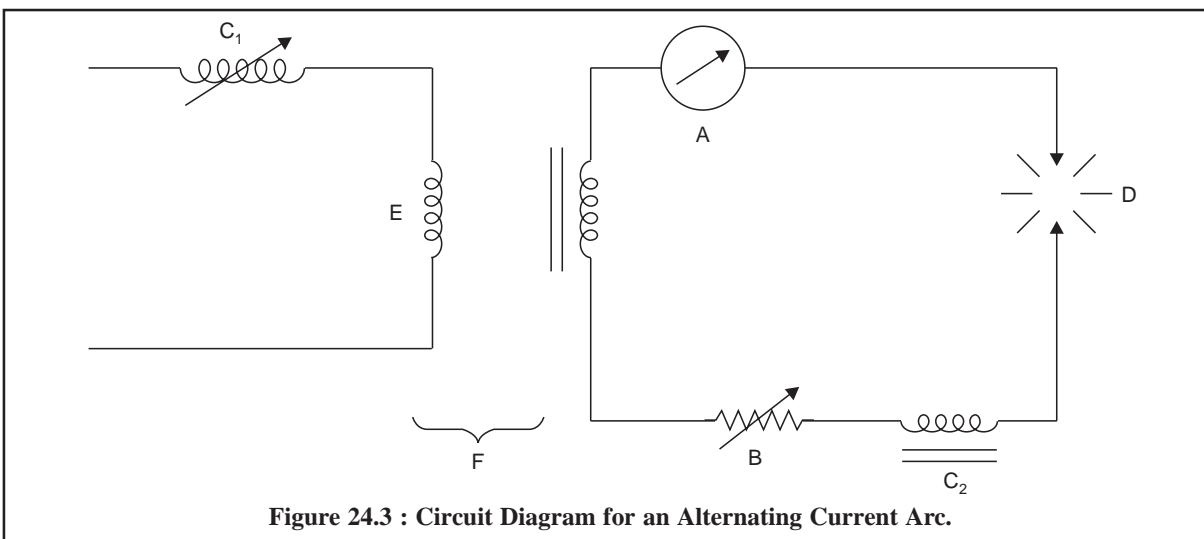 C₁
A
E
D
F
B
C₂
Figure 24.3 : Circuit Diagram for an Alternating Current Arc.